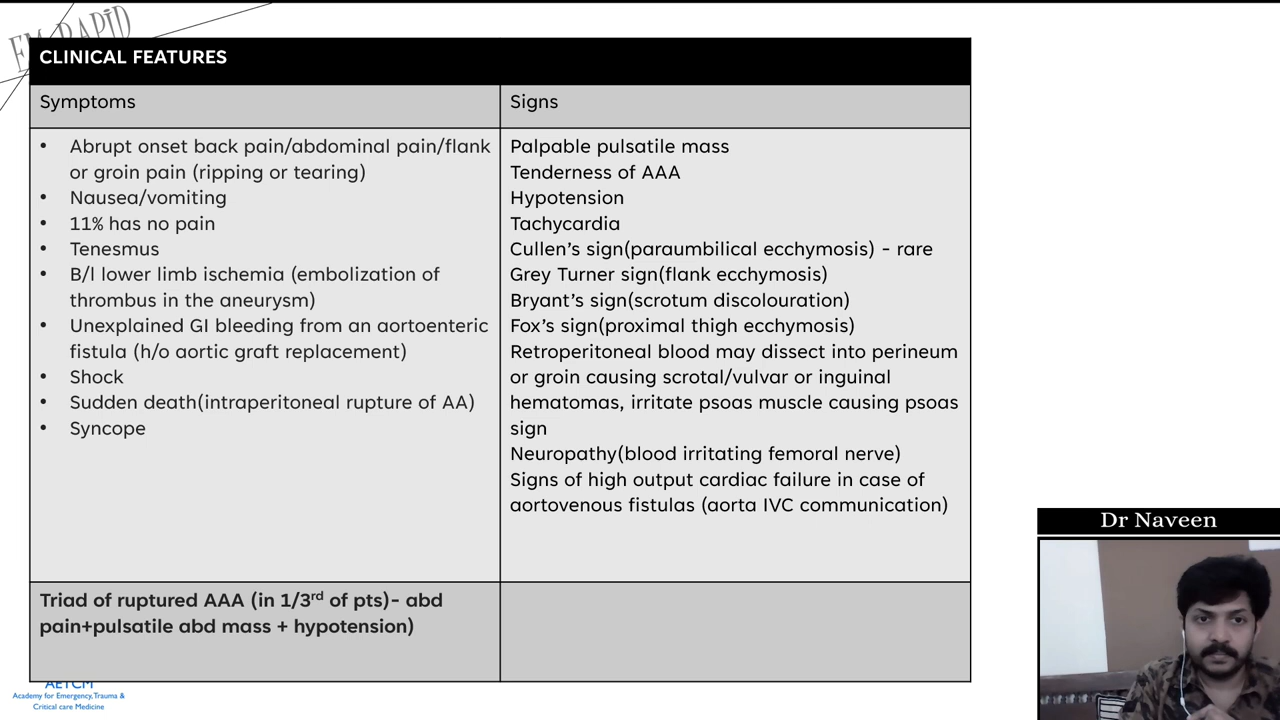 EM RAPID
CLINICAL FEATURES
Symptoms
Signs
• Abrupt onset back pain/abdominal pain/flank
or groin pain (ripping or tearing)
• Nausea/vomiting
• 11% has no pain
• Tenesmus
• B/l lower limb ischemia (embolization of
thrombus in the aneurysm)
• Unexplained GI bleeding from an aortoenteric
fistula (h/o aortic graft replacement)
• Shock
• Sudden death(intraperitoneal rupture of AA)
• Syncope
Palpable pulsatile mass
Tenderness of AAA
Hypotension
Tachycardia
Cullen's sign(paraumbilical ecchymosis) - rare
Grey Turner sign(flank ecchymosis)
Bryant's sign(scrotum discolouration)
Fox's sign(proximal thigh ecchymosis)
Retroperitoneal blood may dissect into perineum
or groin causing scrotal/vulvar or inguinal
hematomas, irritate psoas muscle causing psoas
sign
Neuropathy(blood irritating femoral nerve)
Signs of high output cardiac failure in case of
aortovenous fistulas (aorta IVC communication)
Triad of ruptured AAA (in 1/3rd of pts)- abd
pain+pulsatile abd mass + hypotension)
AETCM
Academy for Emergency, Trauma &
Critical care Medicine
Dr Naveen